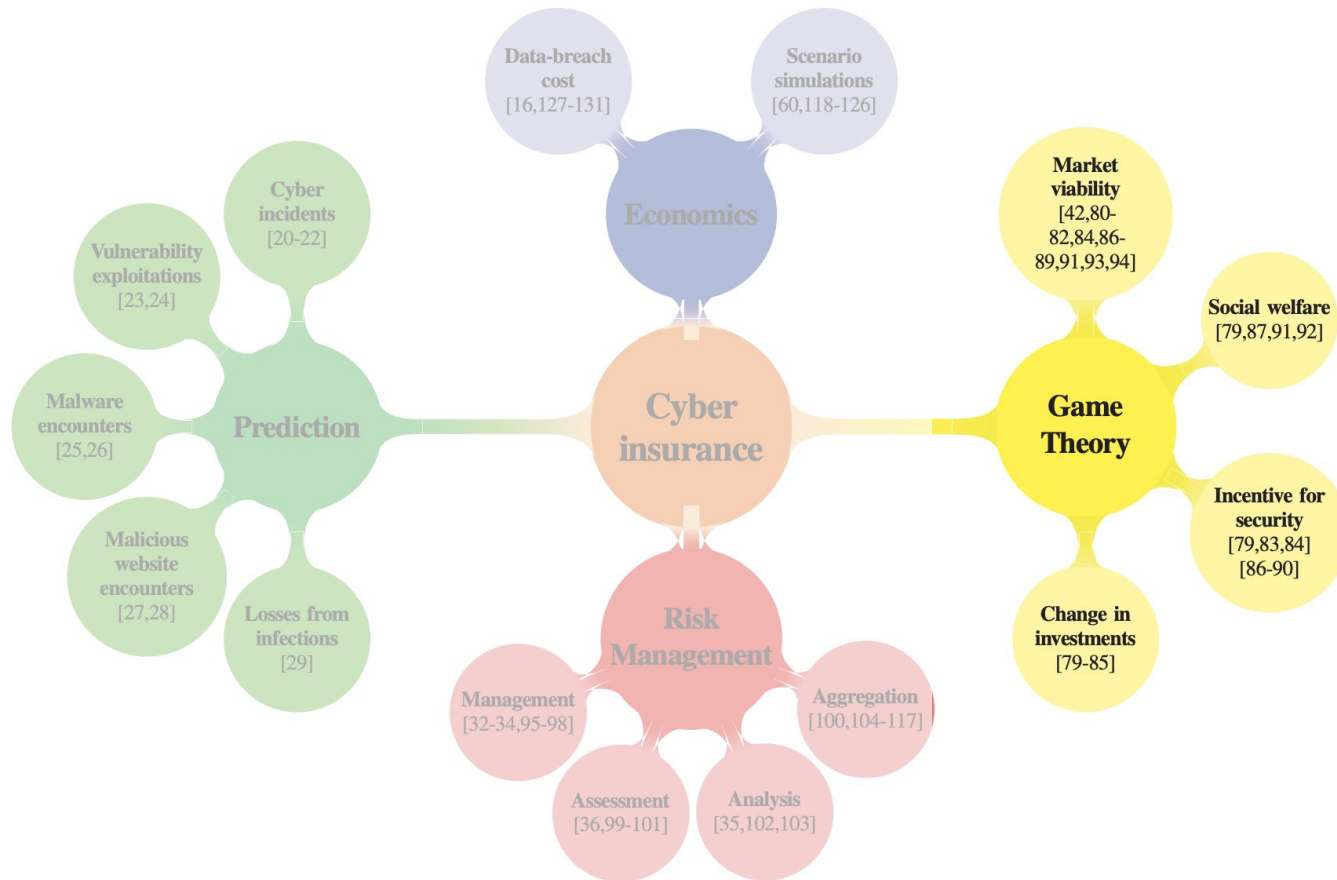 Data-breach
cost
[16,127-131]
Scenario
simulations
[60,118-126]
Economics
Cyber
incidents
[20-22]
Vulnerability
exploitations
[23,24]
Malware
encounters
[25,26]
Malicious
website
encounters
[27,28]
Losses from
infections
[29]
Prediction
Cyber
insurance
Market
viability
[42,80-
82,84,86-
89,91,93,94]
Social welfare
[79,87,91,92]
Game
Theory
Incentive for
security
[79,83,84]
[86-90]
Change in
investments
[79-85]
Risk
Management
Management
[32-34,95-98]
Assessment
[36,99-101]
Analysis
[35,102,103]
Aggregation
[100,104-117]